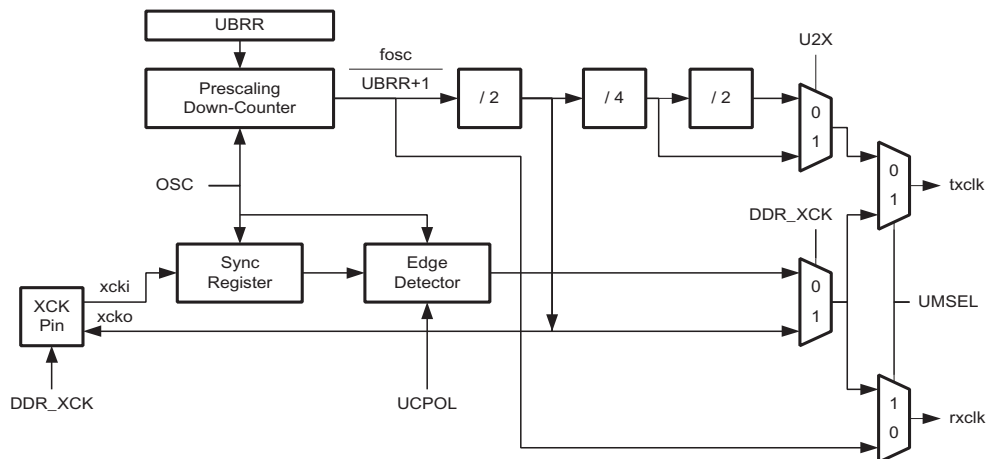 UBRR
fosc
U2X
Prescaling
Down-Counter
UBRR+1
/ 2
/ 4
/ 2
0
1
OSC
0
1
txclk
DDR_XCK
Sync
Register
Edge
Detector
xcki
0
1
XCK
Pin
xcko
UMSEL
DDR_XCK
UCPOL
1
0
rxclk